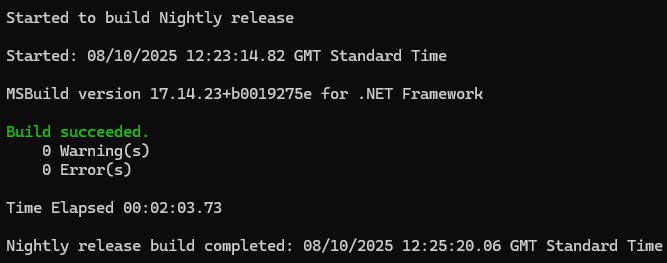 Started to build Nightly release
Started: 08/10/2025 12:23:14.82 GMT Standard Time
MSBuild version 17.14.23+b0019275e for .NET Framework
Build succeeded.
0 Warning(s)
0 Error(s)
Time Elapsed 00:02:03.73
Nightly release build completed: 08/10/2025 12:25:20.06 GMT Standard Time